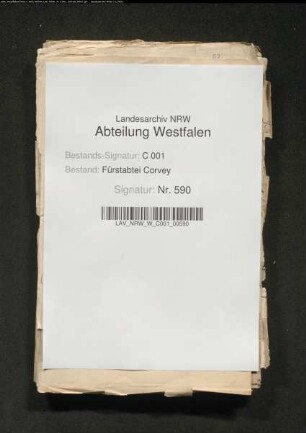 Landesarchiv NRW
Abteilung Westfalen
Bestands-Signatur: C 001
Bestand: Fürstabtei Corvey
Signatur: Nr. 590
LAV_NRW_W_C001_00590